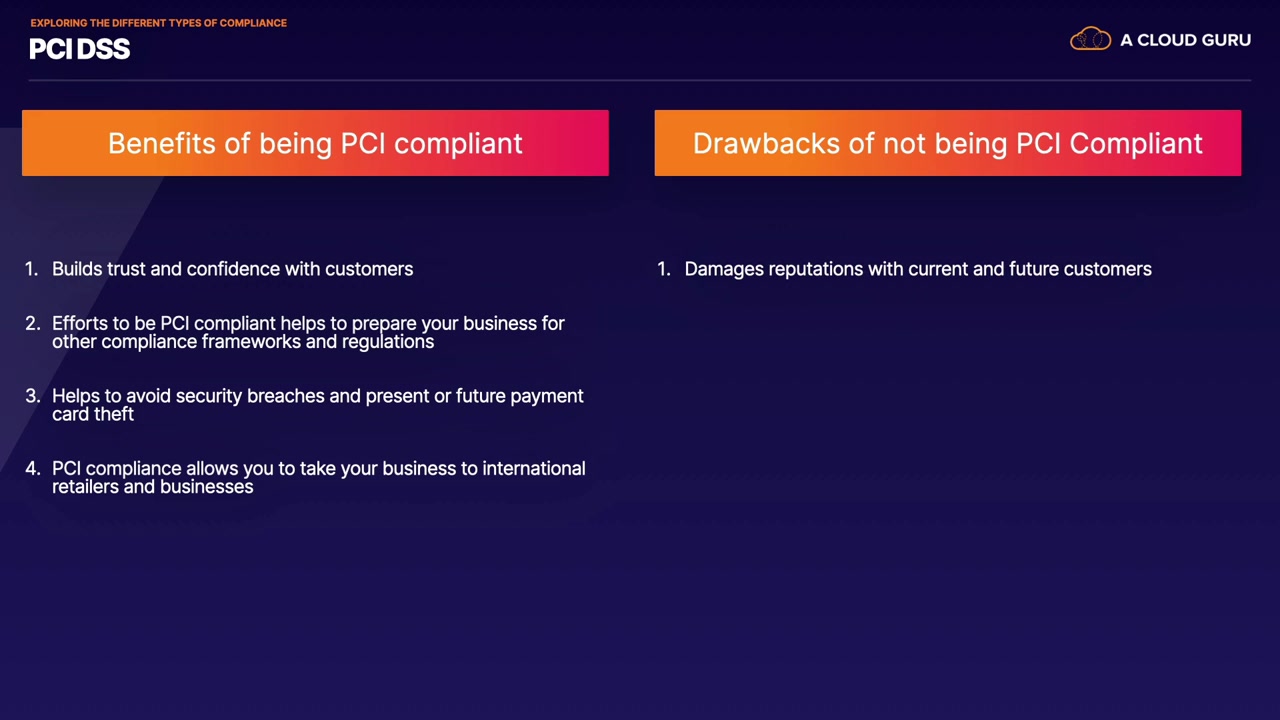 EXPLORING THE DIFFERENT TYPES OF COMPLIANCE
PCI DSS
A CLOUD GURU
Benefits of being PCI compliant
1. Builds trust and confidence with customers
2. Efforts to be PCI compliant helps to prepare your business for
other compliance frameworks and regulations
3. Helps to avoid security breaches and present or future payment
card theft
4. PCI compliance allows you to take your business to international
retailers and businesses
Drawbacks of not being PCI Compliant
1. Damages reputations with current and future customers